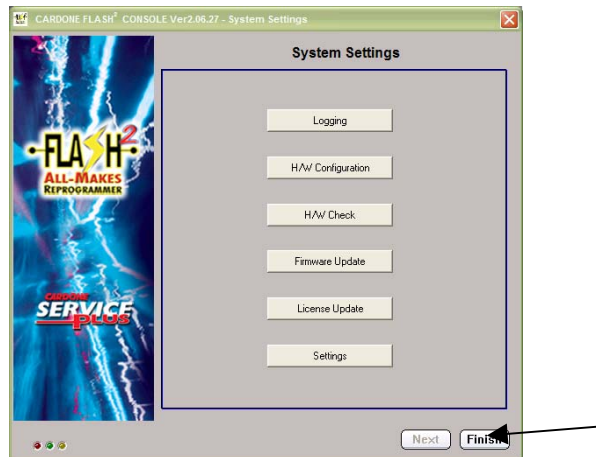 CARDONE FLASH² CONSOLE Ver2.06.27 - System Settings
System Settings
Logging
H/W Configuration
H/W Check
Firmware Update
License Update
Settings
FLASH2
ALL-MAKES
REPROGRAMMER
CARDONE
SERVICE
PLUS
Next
Finish